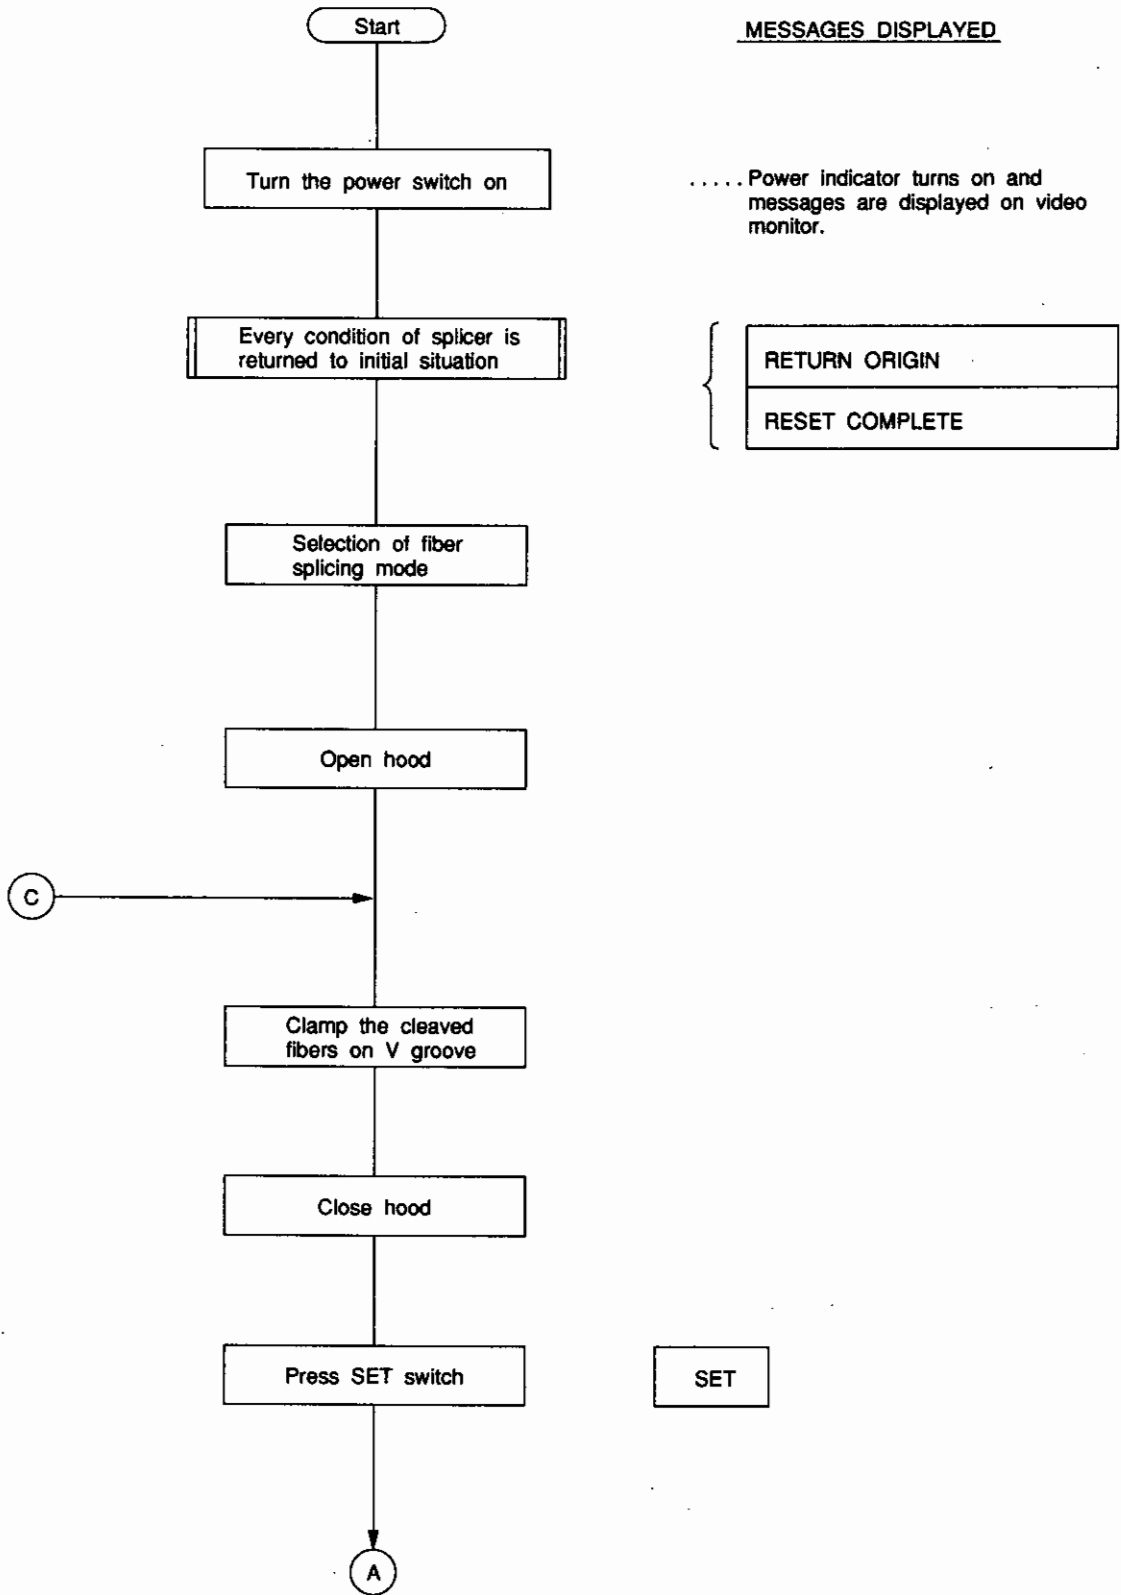 Start
MESSAGES DISPLAYED
Turn the power switch on
..... Power indicator turns on and
messages are displayed on video
monitor.
Every condition of splicer is
returned to initial situation
RETURN ORIGIN
RESET COMPLETE
Selection of fiber
splicing mode
Open hood
C
Clamp the cleaved
fibers on V groove
Close hood
Press SET switch
SET
A